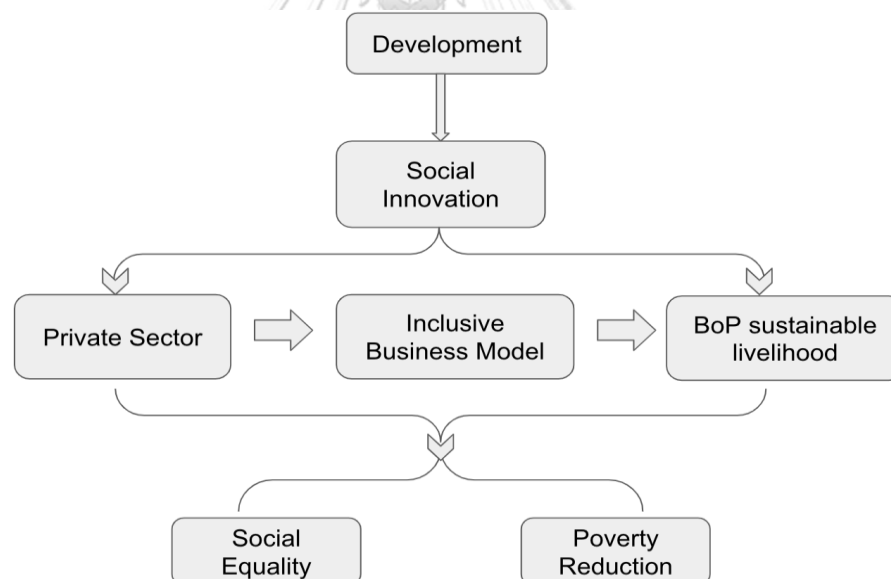 Development
Social
Innovation
Private Sector
Inclusive
Business Model
BoP sustainable
livelihood
Social
Equality
Poverty
Reduction